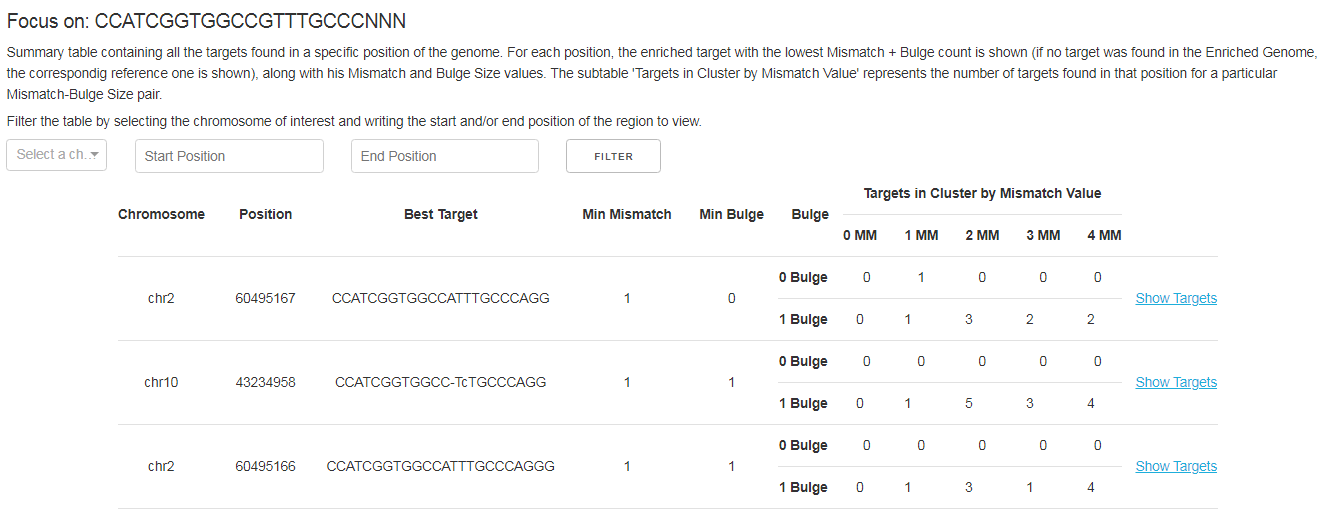 Focus on: CCATCGGTGGCCGTTTGCCCNNN
Summary table containing all the targets found in a specific position of the genome. For each position, the enriched target with the lowest Mismatch + Bulge count is shown (if no target was found in the Enriched Genome,
the correspondig reference one is shown), along with his Mismatch and Bulge Size values. The subtable 'Targets in Cluster by Mismatch Value' represents the number of targets found in that position for a particular
Mismatch-Bulge Size pair.
Filter the table by selecting the chromosome of interest and writing the start and/or end position of the region to view.
Select a ch... Start Position End Position FILTER
Targets in Cluster by Mismatch Value
Chromosome Position Best Target Min Mismatch Min Bulge Bulge
0 MM 1 MM 2 MM 3 MM 4 MM
0 Bulge 0 1 0 0 0
chr2 60495167 CCATCGGTGGCCATTTGCCCAGG 1 0 Show Targets
1 Bulge 0 1 3 2 2
0 Bulge 0 0 0 0 0
chr10 43234958 CCATCGGTGGCC-TcTGCCCAGG 1 1 Show Targets
1 Bulge 0 1 5 3 4
0 Bulge 0 0 0 0 0
chr2 60495166 CCATCGGTGGCCATTTGCCCAGGG 1 1 Show Targets
1 Bulge 0 1 3 1 4